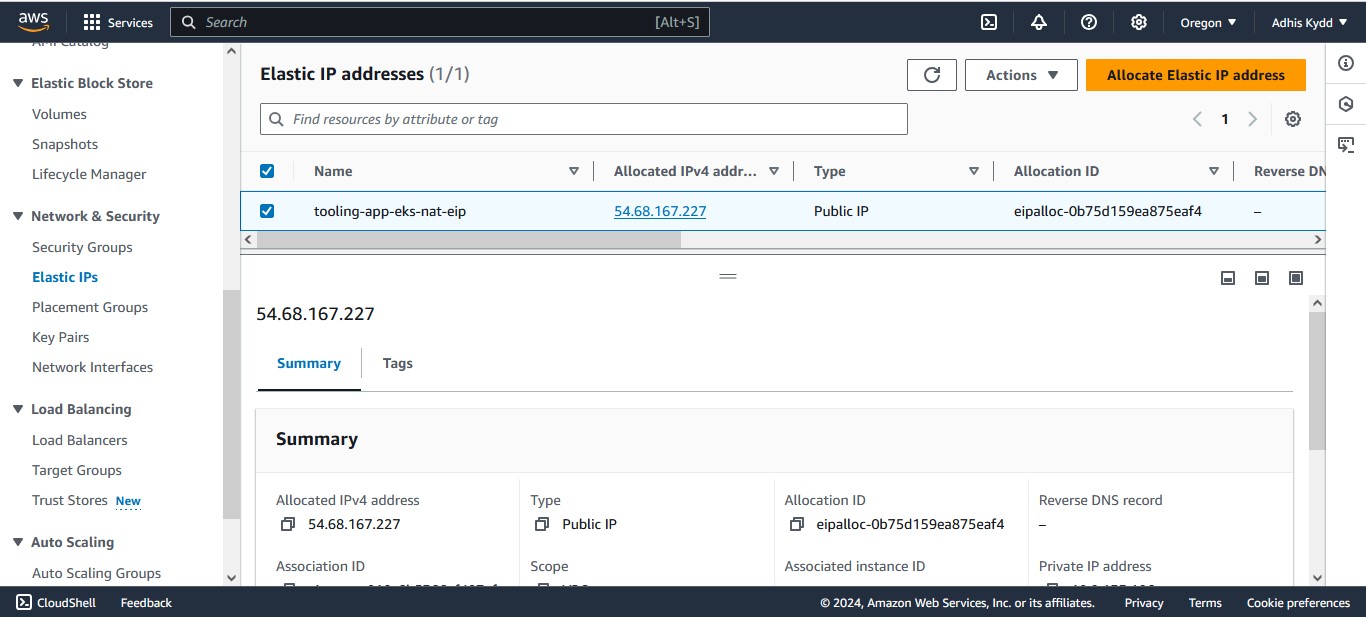 aws Services Search [Alt+S] Oregon Adhis Kydd
AMI Catalog
Elastic Block Store
Volumes
Snapshots
Lifecycle Manager
Network & Security
Security Groups
Elastic IPs
Placement Groups
Key Pairs
Network Interfaces
Load Balancing
Load Balancers
Target Groups
Trust Stores New
Auto Scaling
Auto Scaling Groups
Elastic IP addresses (1/1) Actions Allocate Elastic IP address
Find resources by attribute or tag 1
Name Allocated IPv4 addr... Type Allocation ID Reverse DN
tooling-app-eks-nat-eip 54.68.167.227 Public IP eipalloc-0b75d159ea875eaf4 –
54.68.167.227
Summary Tags
Summary
Allocated IPv4 address Type Allocation ID Reverse DNS record
54.68.167.227 Public IP eipalloc-0b75d159ea875eaf4 –
Association ID Scope Associated instance ID Private IP address
CloudShell Feedback © 2024, Amazon Web Services, Inc. or its affiliates. Privacy Terms Cookie preferences